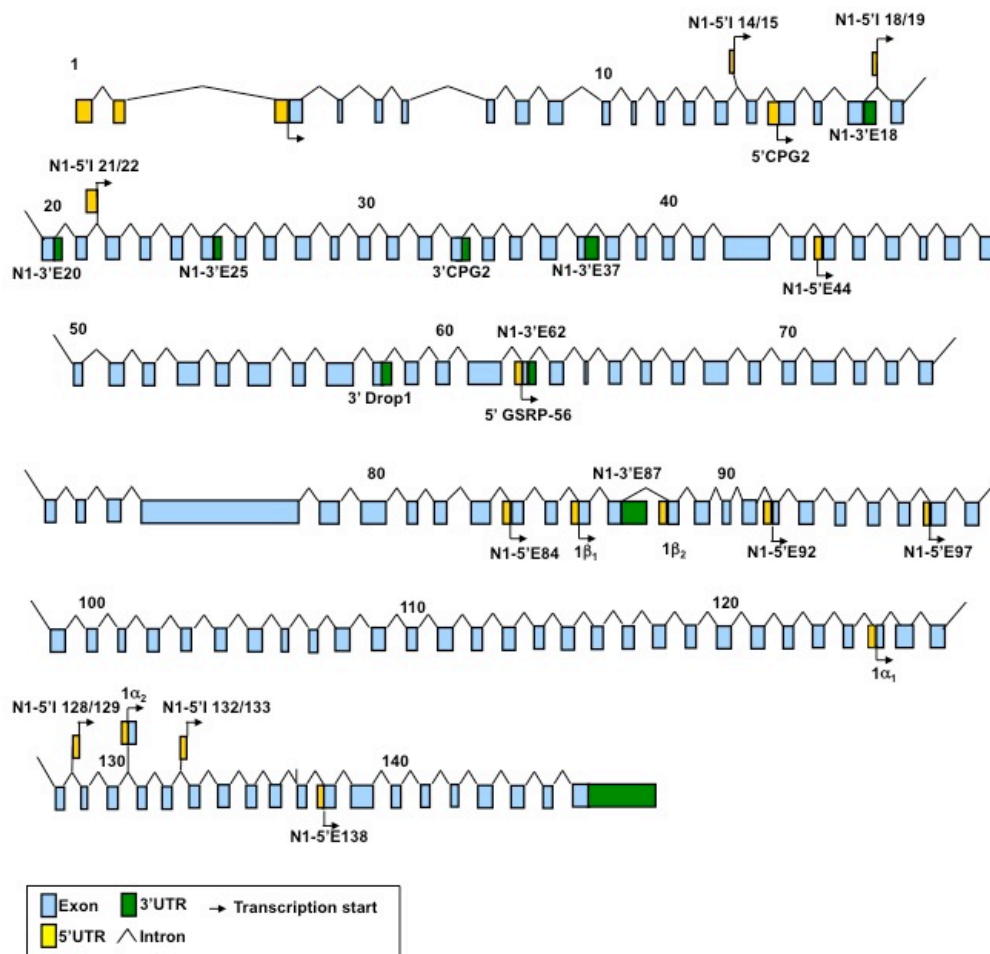 N1-5'I 14/15
N1-5'I 18/19
1
10
5'CPG2
N1-3'E18
N1-5'I 21/22
20
30
40
N1-3'E20
N1-3'E25
3'CPG2
N1-3'E37
N1-5'E44
50
60
N1-3'E62
70
3' Drop1
5' GSRP-56
80
N1-3'E87
90
N1-5'E84
1β₁
1β₂
N1-5'E92
N1-5'E97
100
110
120
1α₁
N1-5'I 128/129
1α₂
N1-5'I 132/133
130
140
N1-5'E138
Exon
3'UTR
Transcription start
5'UTR
Intron